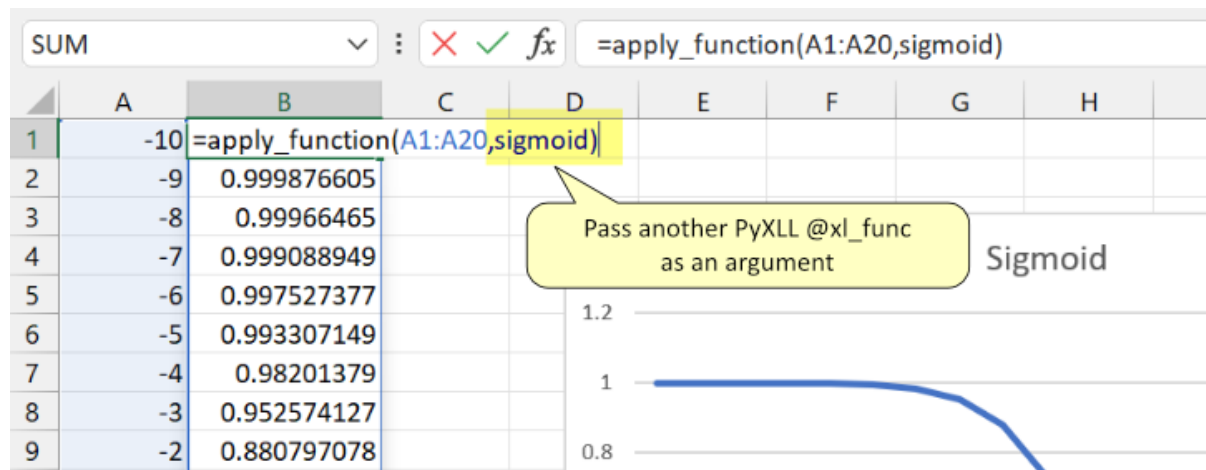 SUM fx =apply_function(A1:A20,sigmoid)
A B C D E F G H
1 -10 =apply_function(A1:A20,sigmoid)
2 -9 0.999876605
3 -8 0.99966465
Pass another PyXLL @xl_func
as an argument
4 -7 0.999088949
Sigmoid
5 -6 0.997527377
1.2
6 -5 0.993307149
7 -4 0.98201379
1
8 -3 0.952574127
9 -2 0.880797078
0.8